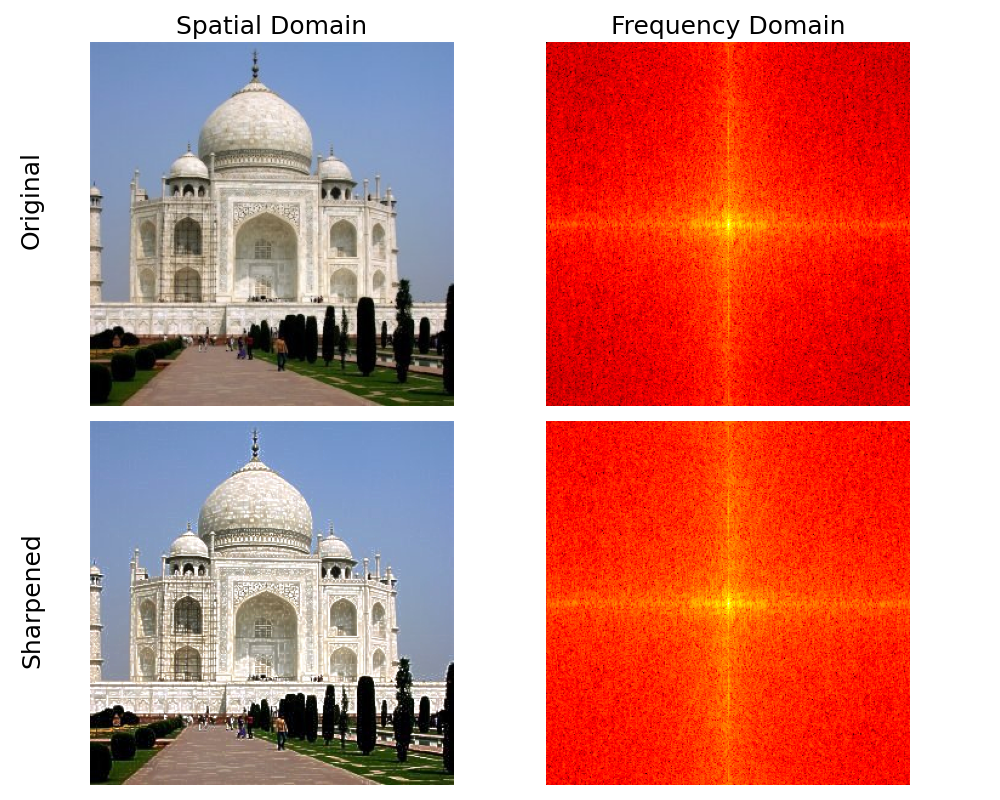 Spatial Domain
Frequency Domain
Original
Sharpened